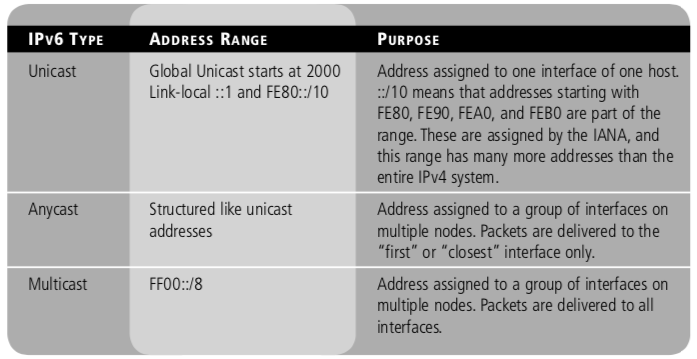 IPv6 Type Address Range Purpose
Unicast
Global Unicast starts at 2000
Link-local ::1 and FE80::/10
Address assigned to one interface of one host.
::/10 means that addresses starting with
FE80, FE90, FEA0, and FEB0 are part of the
range. These are assigned by the IANA, and
this range has many more addresses than the
entire IPv4 system.
Anycast
Structured like unicast
addresses
Address assigned to a group of interfaces on
multiple nodes. Packets are delivered to the
“first” or “closest” interface only.
Multicast
FF00::/8
Address assigned to a group of interfaces on
multiple nodes. Packets are delivered to all
interfaces.